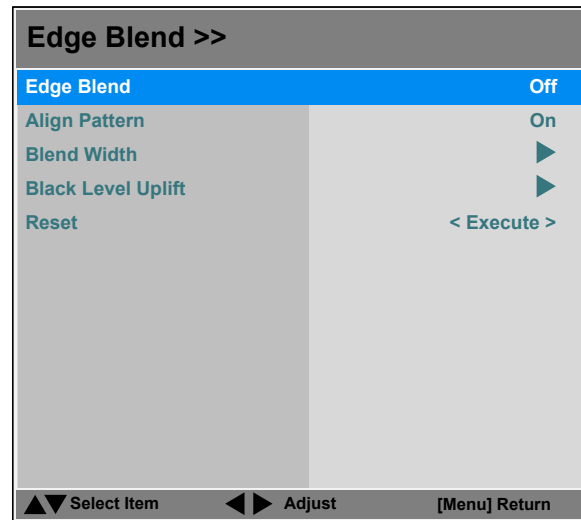 Edge Blend >>
Edge Blend Off
Align Pattern On
Blend Width
Black Level Uplift
Reset < Execute >
Select Item Adjust [Menu] Return